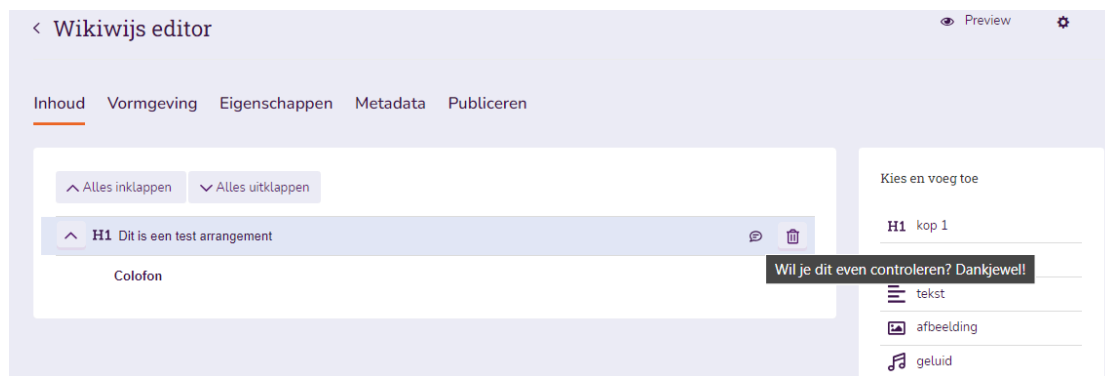 Wikiwijs editor
Preview
Inhoud Vormgeving Eigenschappen Metadata Publiceren
Alles inklappen Alles uitklappen
H1 Dit is een test arrangement
Colofon
Wil je dit even controleren? Dankjewel!
Kies en voeg toe
H1 kop 1
tekst
afbeelding
geluid